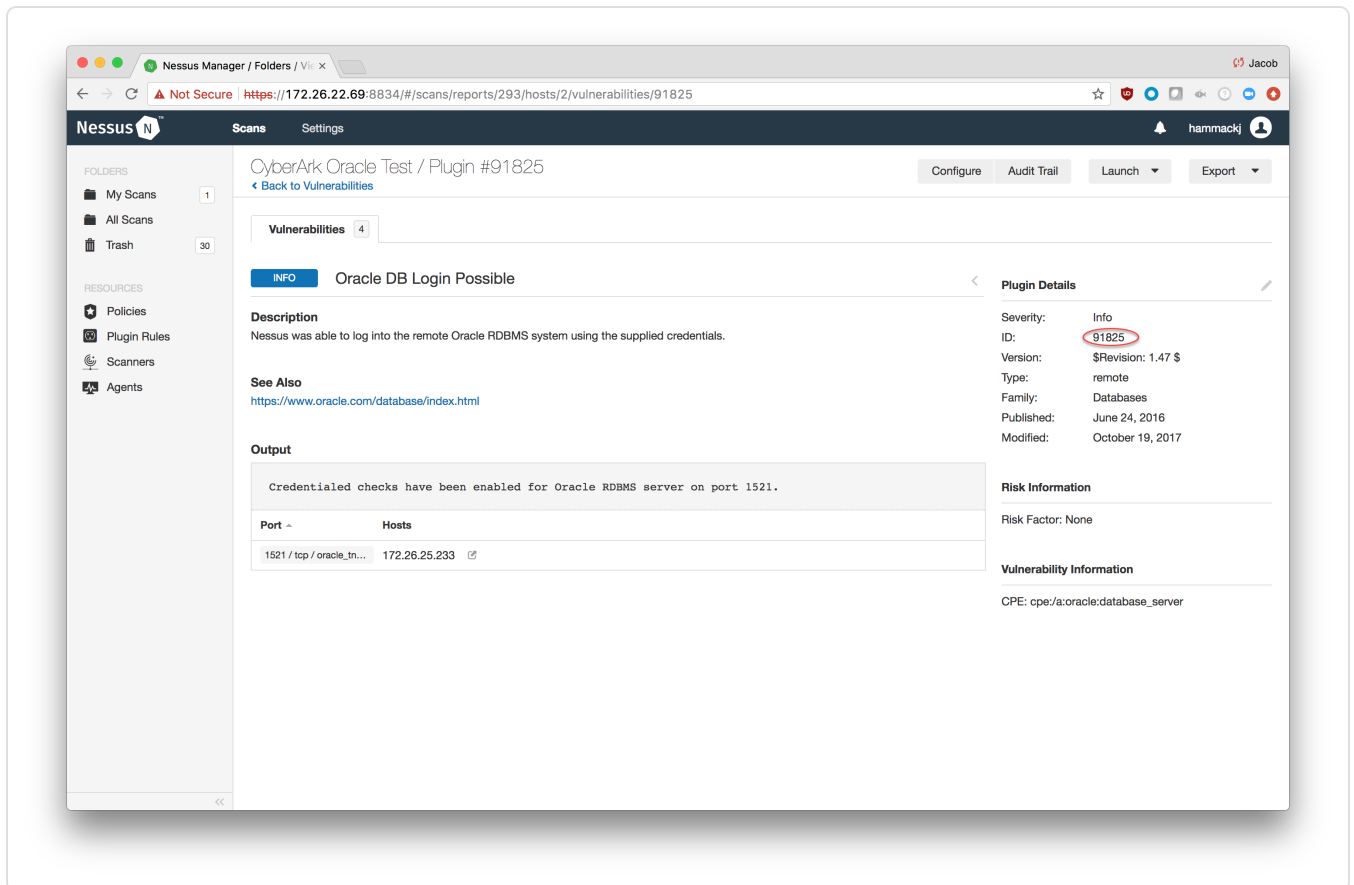 Nessus Manager / Folders / Vie
Jacob
Not Secure https://172.26.22.69:8834/#/scans/reports/293/hosts/2/vulnerabilities/91825
Nessus N Scans Settings hammackj
FOLDERS
My Scans 1
All Scans
Trash 30
RESOURCES
Policies
Plugin Rules
Scanners
Agents
CyberArk Oracle Test / Plugin #91825
Back to Vulnerabilities
Configure Audit Trail Launch Export
Vulnerabilities 4
INFO Oracle DB Login Possible
Description
Nessus was able to log into the remote Oracle RDBMS system using the supplied credentials.
See Also
https://www.oracle.com/database/index.html
Output
Credentialed checks have been enabled for Oracle RDBMS server on port 1521.
Port Hosts
1521 / tcp / oracle_tn... 172.26.25.233
Plugin Details
Severity: Info
ID: 91825
Version: $Revision: 1.47 $
Type: remote
Family: Databases
Published: June 24, 2016
Modified: October 19, 2017
Risk Information
Risk Factor: None
Vulnerability Information
CPE: cpe:/a:oracle:database_server